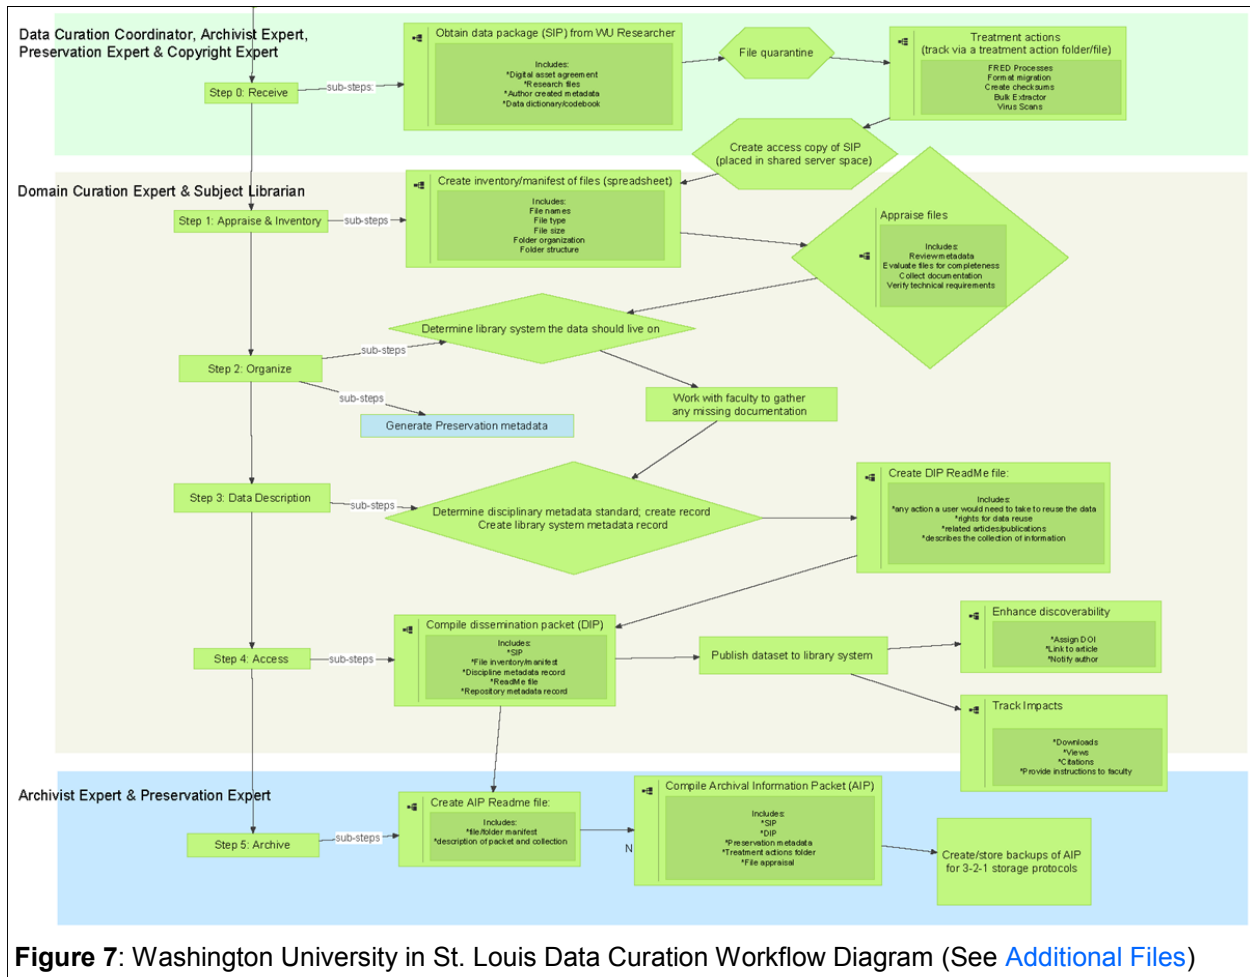 Data Curation Coordinator, Archivist Expert,
Preservation Expert & Copyright Expert
Step 0: Receive
sub-steps:
Obtain data package (SIP) from WU Researcher
Includes:
*Digital asset agreement
*Research files
*Author created metadata
*Data dictionary/codebook
File quarantine
Treatment actions
(track via a treatment action folder/file)
FRED Processes
Format migration
Create checksums
Bulk Extractor
Virus Scans
Create access copy of SIP
(placed in shared server space)
Domain Curation Expert & Subject Librarian
Step 1: Appraise & Inventory
sub-steps
Create inventory/manifest of files (spreadsheet)
Includes:
File names
File type
File size
Folder organization
Folder structure
Appraise files
Includes:
Review metadata
Evaluate files for completeness
Collect documentation
Verify technical requirements
Determine library system the data should live on
sub-steps
Step 2: Organize
sub-steps
Generate Preservation metadata
Work with faculty to gather
any missing documentation
Step 3: Data Description
sub-steps
Determine disciplinary metadata standard; create record
Create library system metadata record
Create DIP ReadMe file:
Includes:
*any action a user would need to take to reuse the data
*rights for data reuse
*related articles/publications
*describes the collection of information
Step 4: Access
sub-steps
Compile dissemination packet (DIP)
Includes:
*SIP
*File inventory/manifest
*Discipline metadata record
*ReadMe file
*Repository metadata record
Publish dataset to library system
Enhance discoverability
*Assign DOI
*Link to article
*Notify author
Track Impacts
*Downloads
*Views
*Citations
*Provide instructions to faculty
Archivist Expert & Preservation Expert
Step 5: Archive
sub-steps
Create AIP Readme file:
Includes:
*file/folder manifest
*description of packet and collection
N
Compile Archival Information Packet (AIP)
Includes:
*SIP
*DIP
*Preservation metadata
*Treatment actions folder
*File appraisal
Create/store backups of AIP
for 3-2-1 storage protocols
Figure 7: Washington University in St. Louis Data Curation Workflow Diagram (See Additional Files)